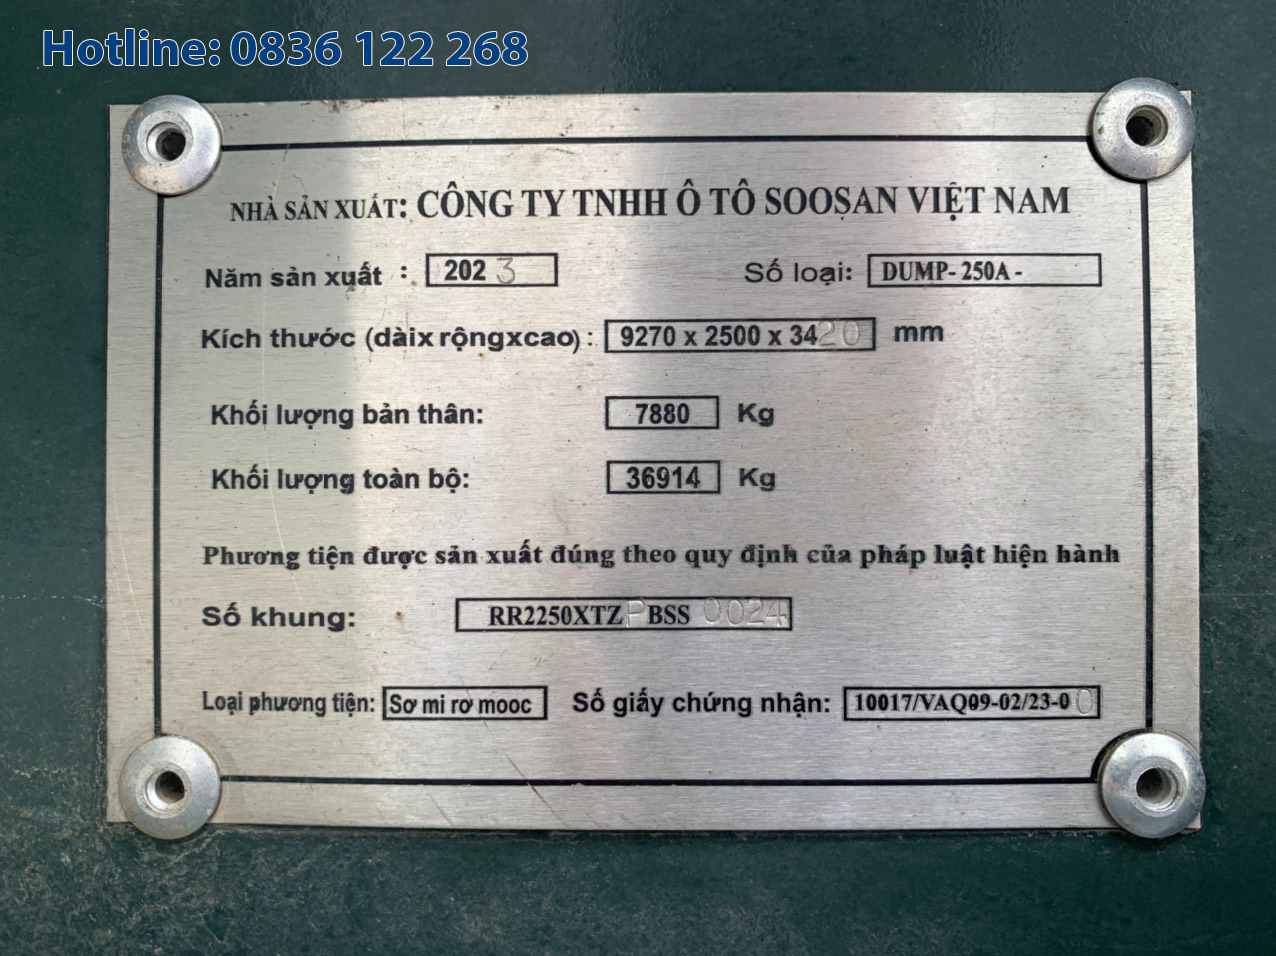 Hotline: 0836 122 268
NHÀ SẢN XUẤT: CÔNG TY TNHH Ô TÔ SOOSAN VIỆT NAM
Năm sản xuất : 2023 Số loại: DUMP- 250A -
Kích thước (dàix rộngxcao) : 9270 x 2500 x 3420 mm
Khối lượng bản thân: 7880 Kg
Khối lượng toàn bộ: 36914 Kg
Phương tiện được sản xuất đúng theo quy định của pháp luật hiện hành
Số khung: RR2250XTZPBSS0024
Loại phương tiện: Sơ mi rơ mooc Số giấy chứng nhận: 10017/VAQ09-02/23-00